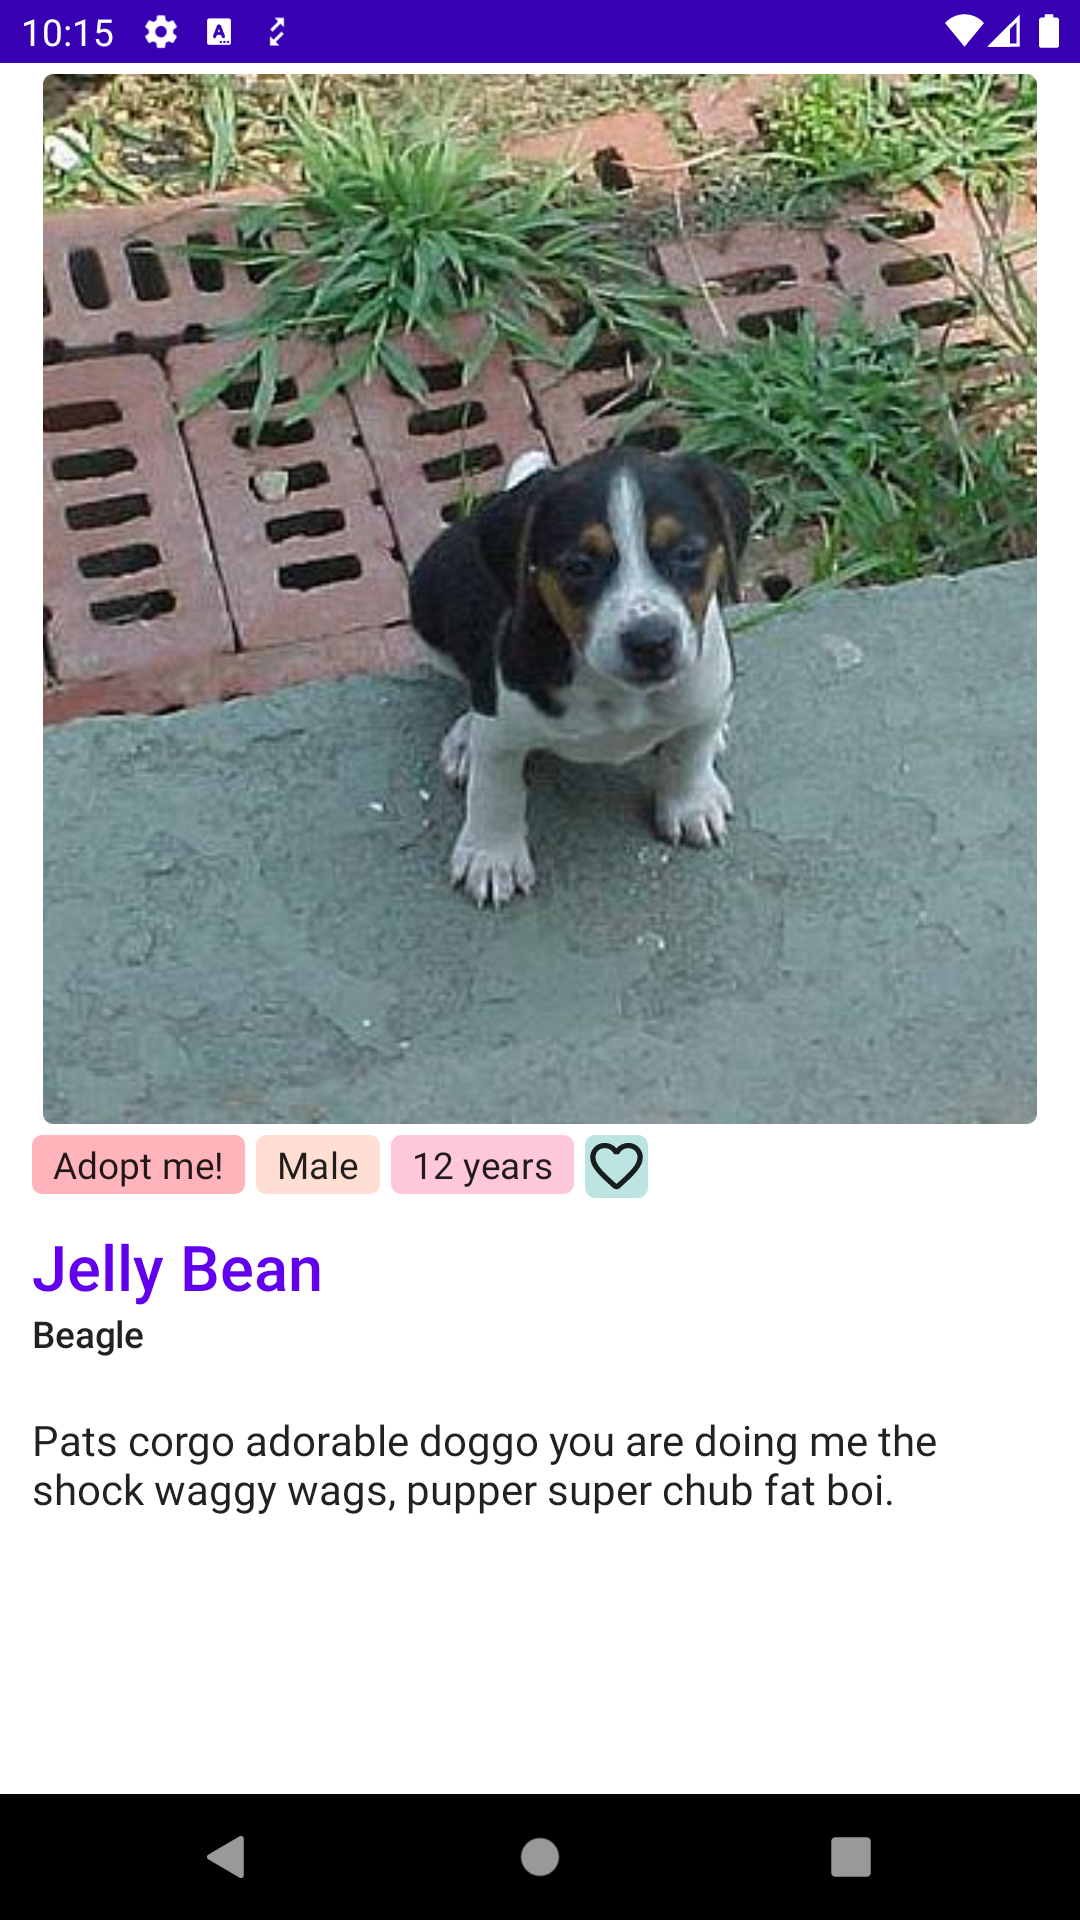 10:15
Adopt me! Male 12 years
Jelly Bean
Beagle
Pats corgo adorable doggo you are doing me the
shock waggy wags, pupper super chub fat boi.